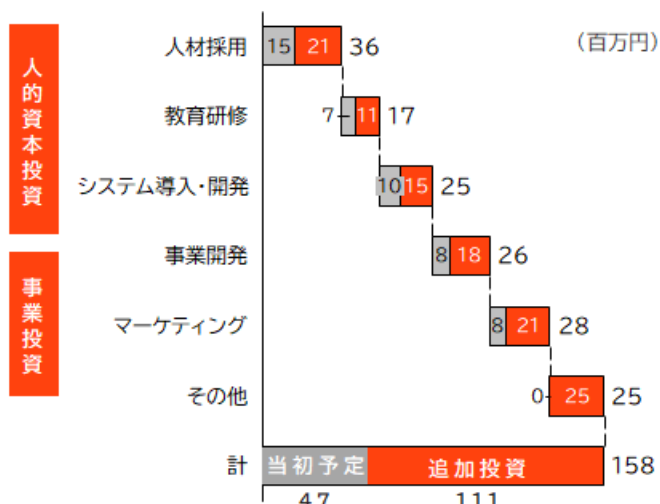 （百万円）
人的資本投資
人材採用 15 21 36
教育研修 7 11 17
システム導入・開発 10 15 25
事業投資
事業開発 8 18 26
マーケティング 8 21 28
その他 0 25 25
計 当初予定 追加投資 158
47 111